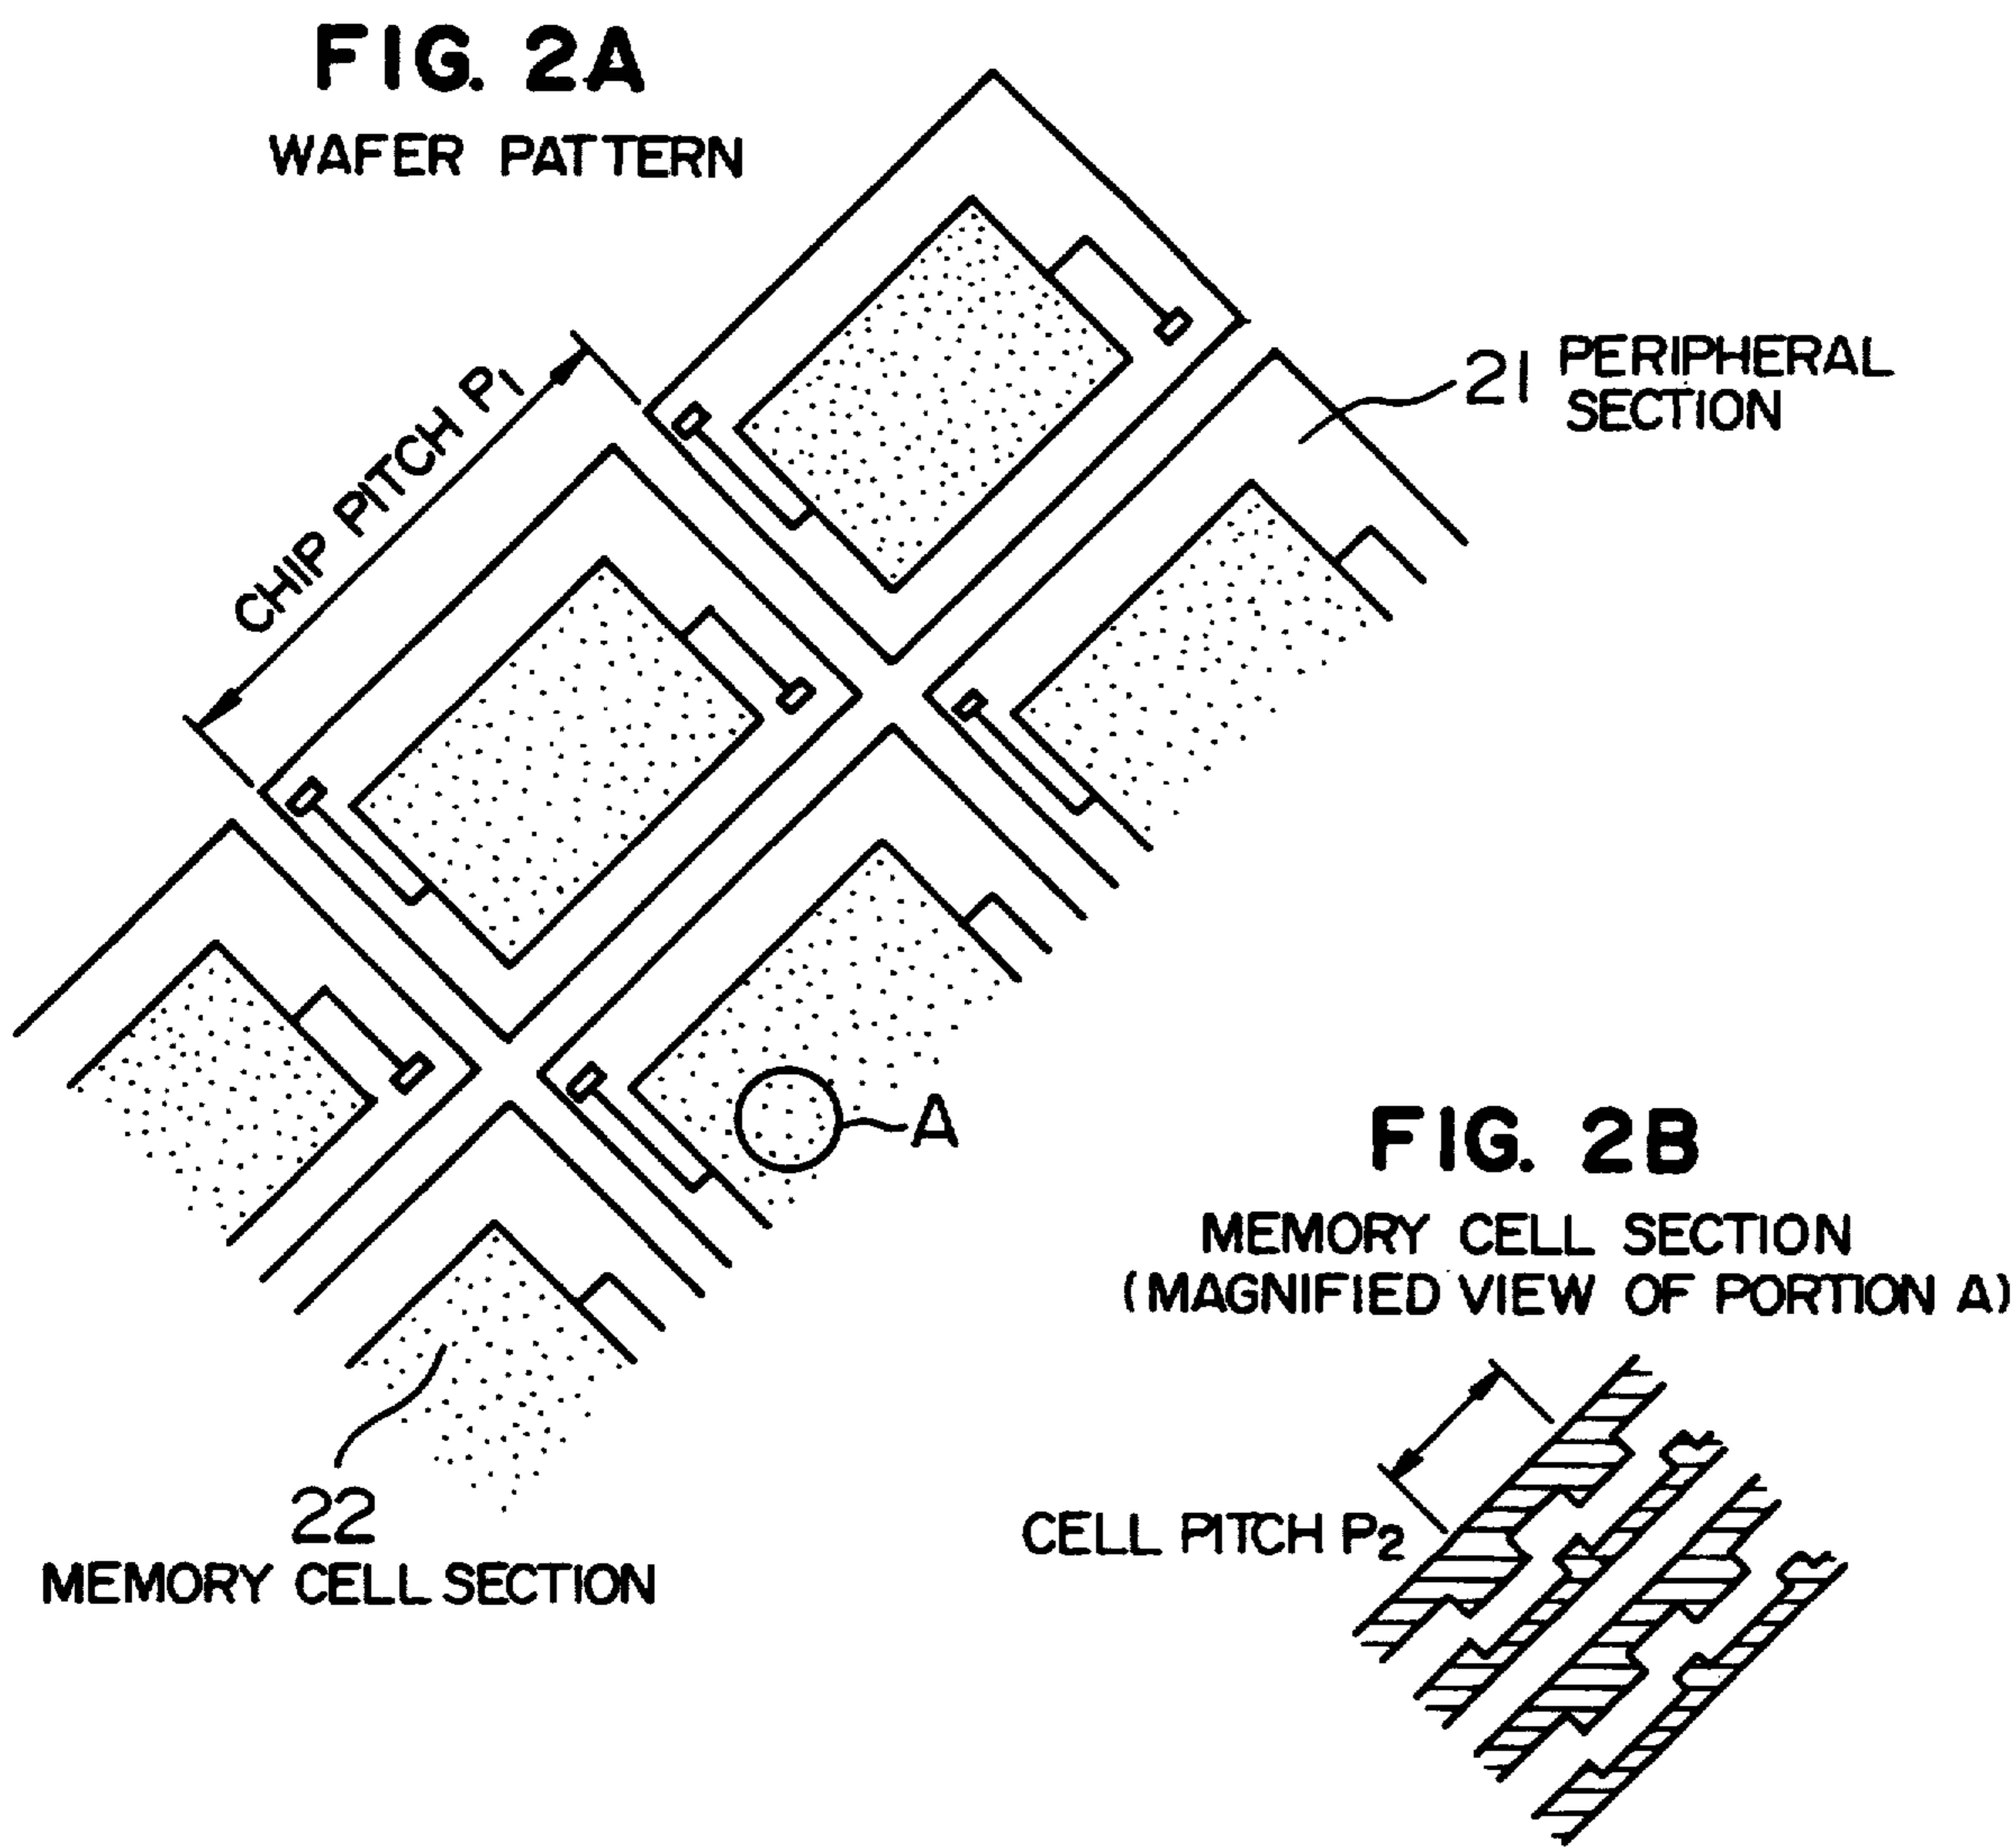 FIG. 2A
WAFER PATTERN
CHIP PITCH P1
21 PERIPHERAL
SECTION
A
22
MEMORY CELL SECTION
FIG. 2B
MEMORY CELL SECTION
(MAGNIFIED VIEW OF PORTION A)
CELL PITCH P2